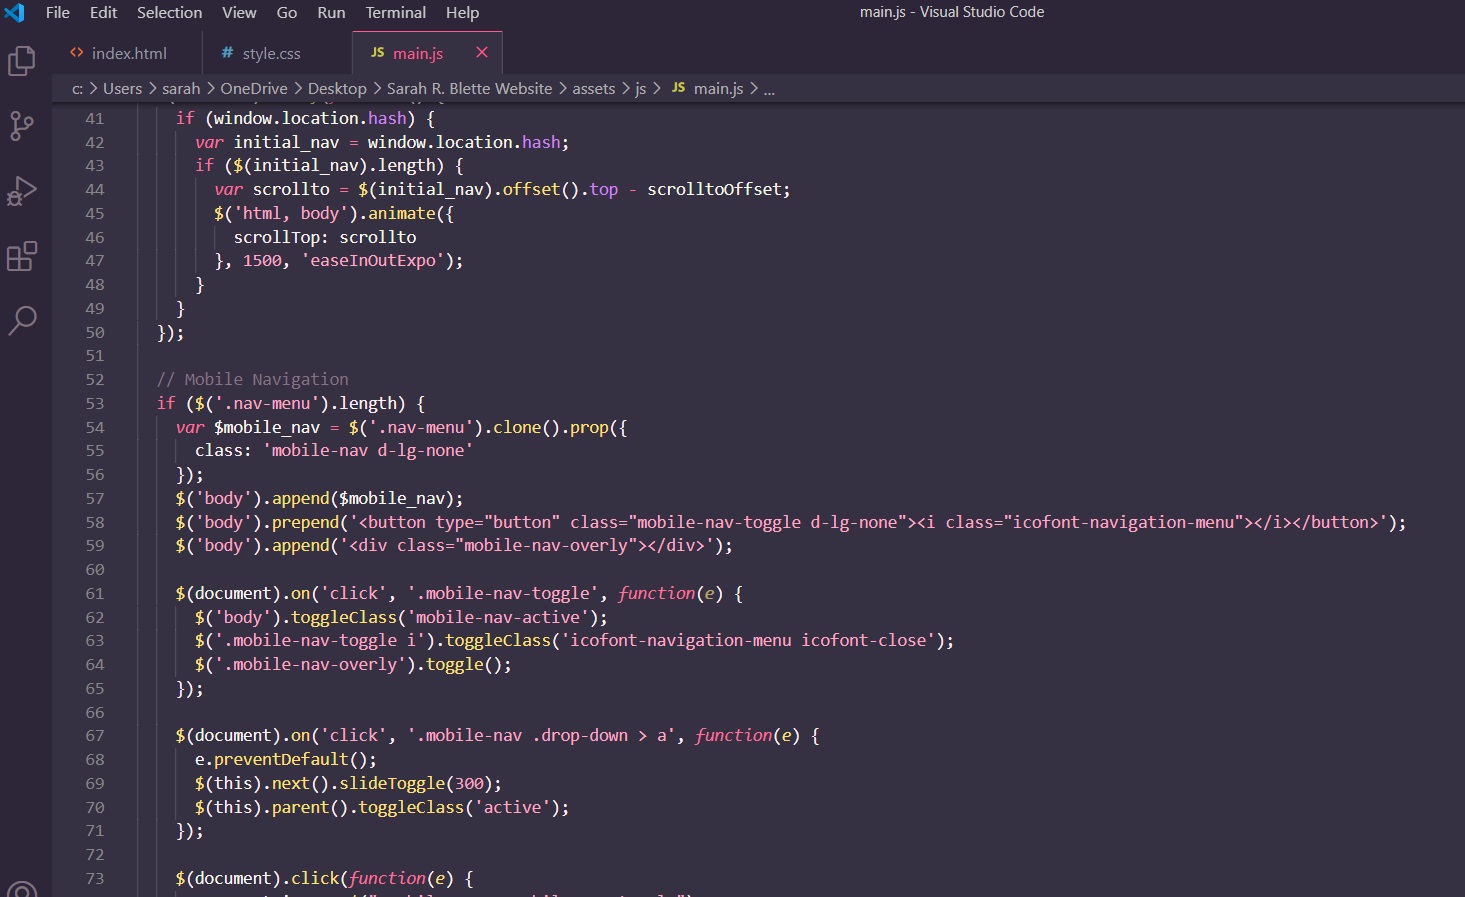 File Edit Selection View Go Run Terminal Help main.js - Visual Studio Code
<> index.html # style.css JS main.js ×
c: > Users > sarah > OneDrive > Desktop > Sarah R. Blette Website > assets > js > JS main.js > ...
41 if (window.location.hash) {
42 var initial_nav = window.location.hash;
43 if ($(initial_nav).length) {
44 var scrollto = $(initial_nav).offset().top - scrolltoOffset;
45 $('html, body').animate({
46 scrollTop: scrollto
47 }, 1500, 'easeInOutExpo');
48 }
49 }
50 });
51
52 // Mobile Navigation
53 if ($('.nav-menu').length) {
54 var $mobile_nav = $('.nav-menu').clone().prop({
55 class: 'mobile-nav d-lg-none'
56 });
57 $('body').append($mobile_nav);
58 $('body').prepend('<button type="button" class="mobile-nav-toggle d-lg-none"><i class="icofont-navigation-menu"></i></button>');
59 $('body').append('<div class="mobile-nav-overly"></div>');
60
61 $(document).on('click', '.mobile-nav-toggle', function(e) {
62 $('body').toggleClass('mobile-nav-active');
63 $('.mobile-nav-toggle i').toggleClass('icofont-navigation-menu icofont-close');
64 $('.mobile-nav-overly').toggle();
65 });
66
67 $(document).on('click', '.mobile-nav .drop-down > a', function(e) {
68 e.preventDefault();
69 $(this).next().slideToggle(300);
70 $(this).parent().toggleClass('active');
71 });
72
73 $(document).click(function(e) {